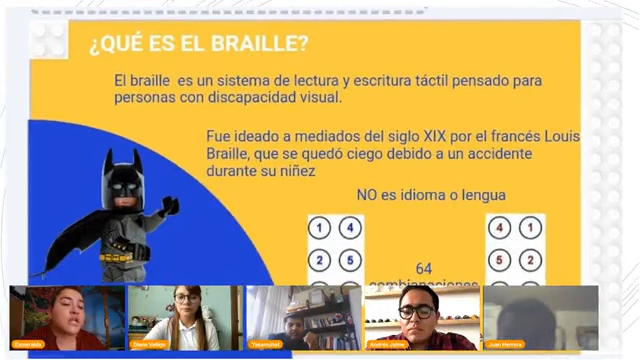 ¿QUÉ ES EL BRAILLE?
El braille es un sistema de lectura y escritura táctil pensado para
personas con discapacidad visual.
Fue ideado a mediados del siglo XIX por el francés Louis
Braille, que se quedó ciego debido a un accidente
durante su niñez
NO es idioma o lengua
1 4 4 1
2 5 5 2
64
combianaciones
Esmeralda
Diana Vallejo
Yasamuhat
Andrés Jaime
Juan Herrera